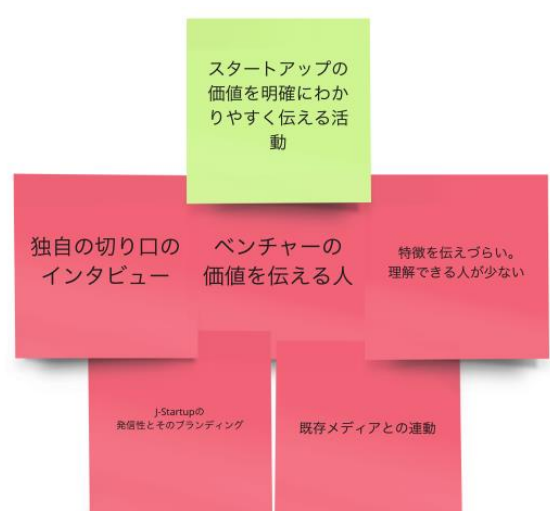 スタートアップの
価値を明確にわか
りやすく伝える活
動
独自の切り口の
インタビュー
ベンチャーの
価値を伝える人
特徴を伝えづらい。
理解できる人が少ない
J-Startupの
発信性とそのブランディング
既存メディアとの連動